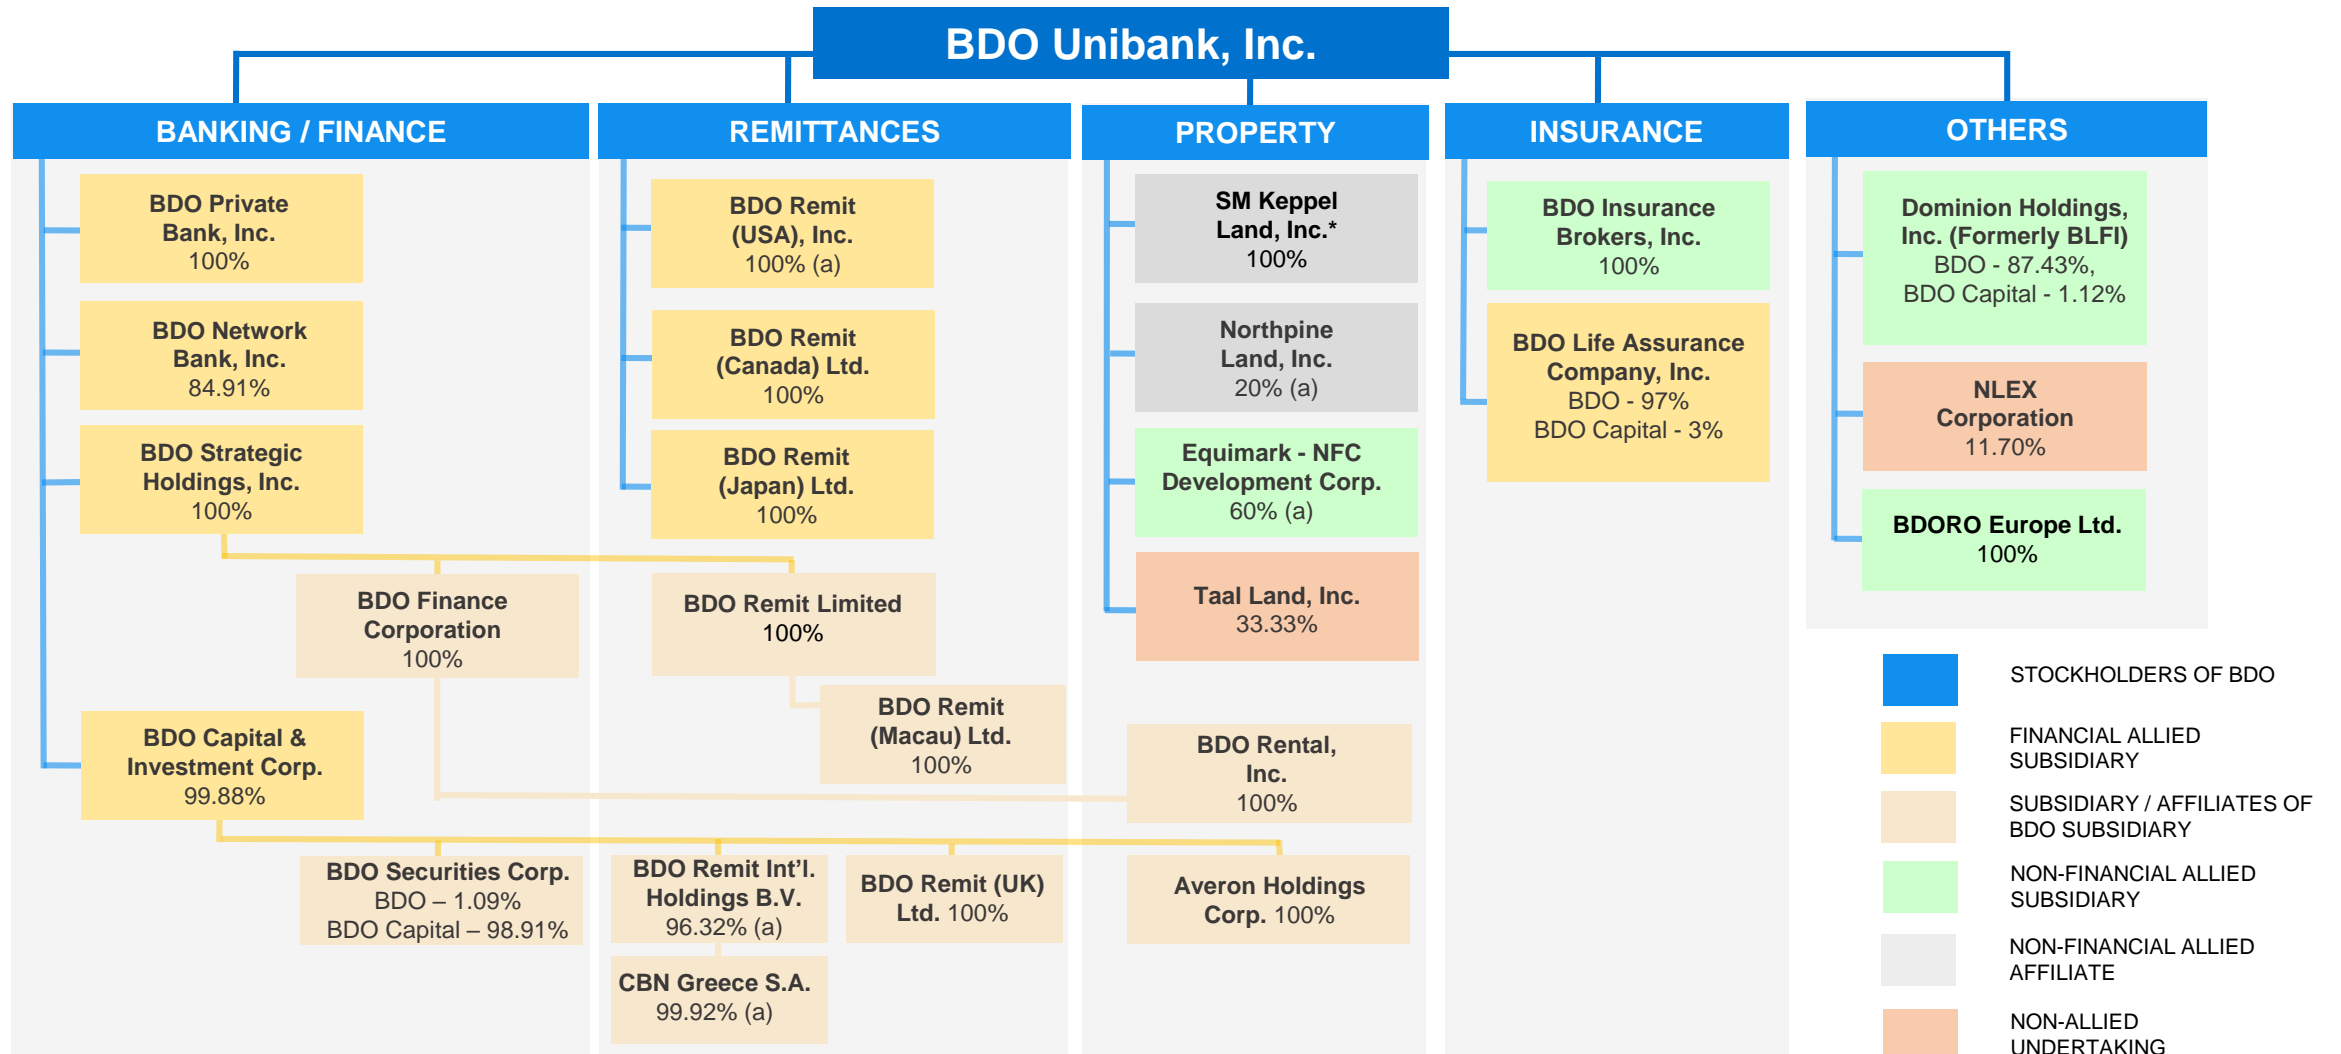 BDO Unibank, Inc.
BANKING / FINANCE
BDO Private
Bank, Inc.
100%
BDO Network
Bank, Inc.
84.91%
BDO Strategic
Holdings, Inc.
100%
BDO Finance
Corporation
100%
BDO Capital &
Investment Corp.
99.88%
BDO Securities Corp.
BDO – 1.09%
BDO Capital – 98.91%
REMITTANCES
BDO Remit
(USA), Inc.
100% (a)
BDO Remit
(Canada) Ltd.
100%
BDO Remit
(Japan) Ltd.
100%
BDO Remit Limited
100%
BDO Remit
(Macau) Ltd.
100%
BDO Remit Int’l.
Holdings B.V.
96.32% (a)
BDO Remit (UK)
Ltd. 100%
CBN Greece S.A.
99.92% (a)
PROPERTY
SM Keppel
Land, Inc.*
100%
Northpine
Land, Inc.
20% (a)
Equimark - NFC
Development Corp.
60% (a)
Taal Land, Inc.
33.33%
BDO Rental,
Inc.
100%
Averon Holdings
Corp. 100%
INSURANCE
BDO Insurance
Brokers, Inc.
100%
BDO Life Assurance
Company, Inc.
BDO - 97%
BDO Capital - 3%
OTHERS
Dominion Holdings,
Inc. (Formerly BLFI)
BDO - 87.43%,
BDO Capital - 1.12%
NLEX
Corporation
11.70%
BDORO Europe Ltd.
100%
STOCKHOLDERS OF BDO
FINANCIAL ALLIED
SUBSIDIARY
SUBSIDIARY / AFFILIATES OF
BDO SUBSIDIARY
NON-FINANCIAL ALLIED
SUBSIDIARY
NON-FINANCIAL ALLIED
AFFILIATE
NON-ALLIED
UNDERTAKING